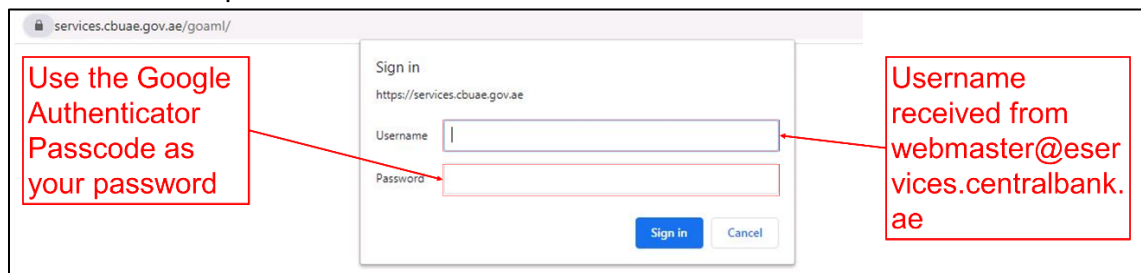 services.cbuae.gov.ae/goaml/
Use the Google
Authenticator
Passcode as
your password
Sign in
https://services.cbuae.gov.ae
Username
Password
Sign in
Cancel
Username
received from
webmaster@eser
vices.centralbank.
ae